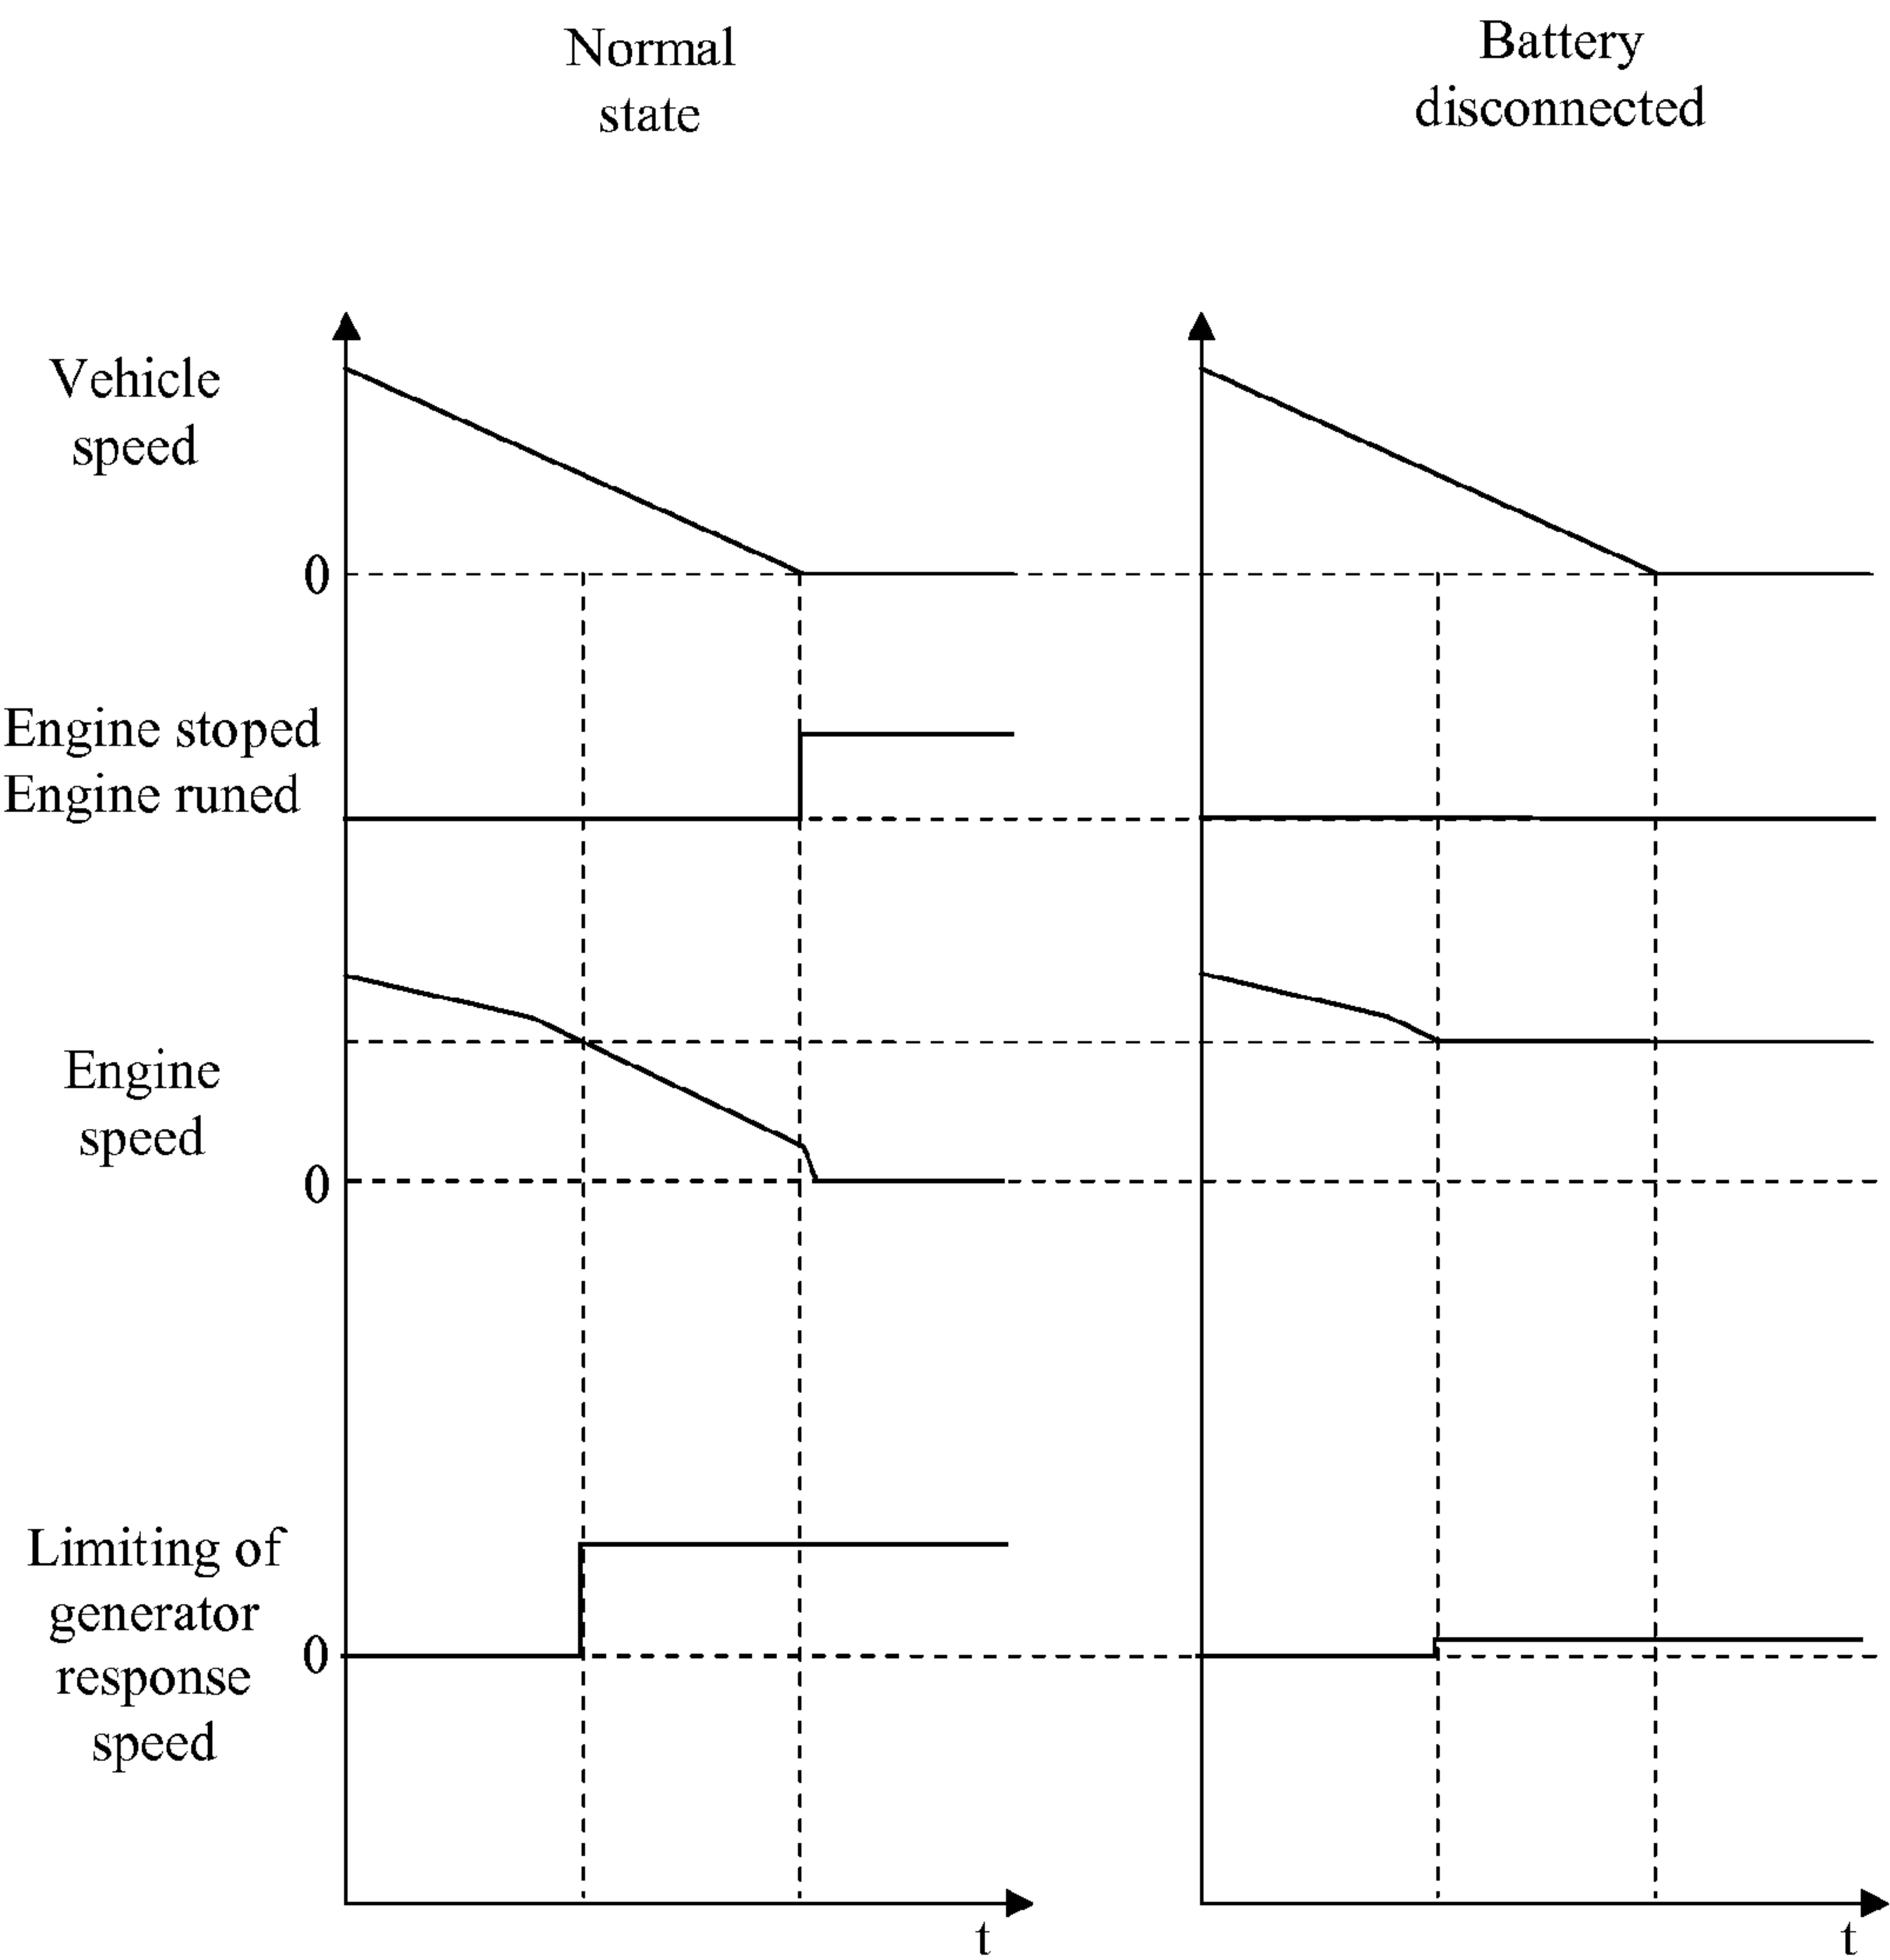 Normal
state
Battery
disconnected
Vehicle
speed
0
Engine stoped
Engine runed
Engine
speed
0
Limiting of
generator
response
speed
0
t
t